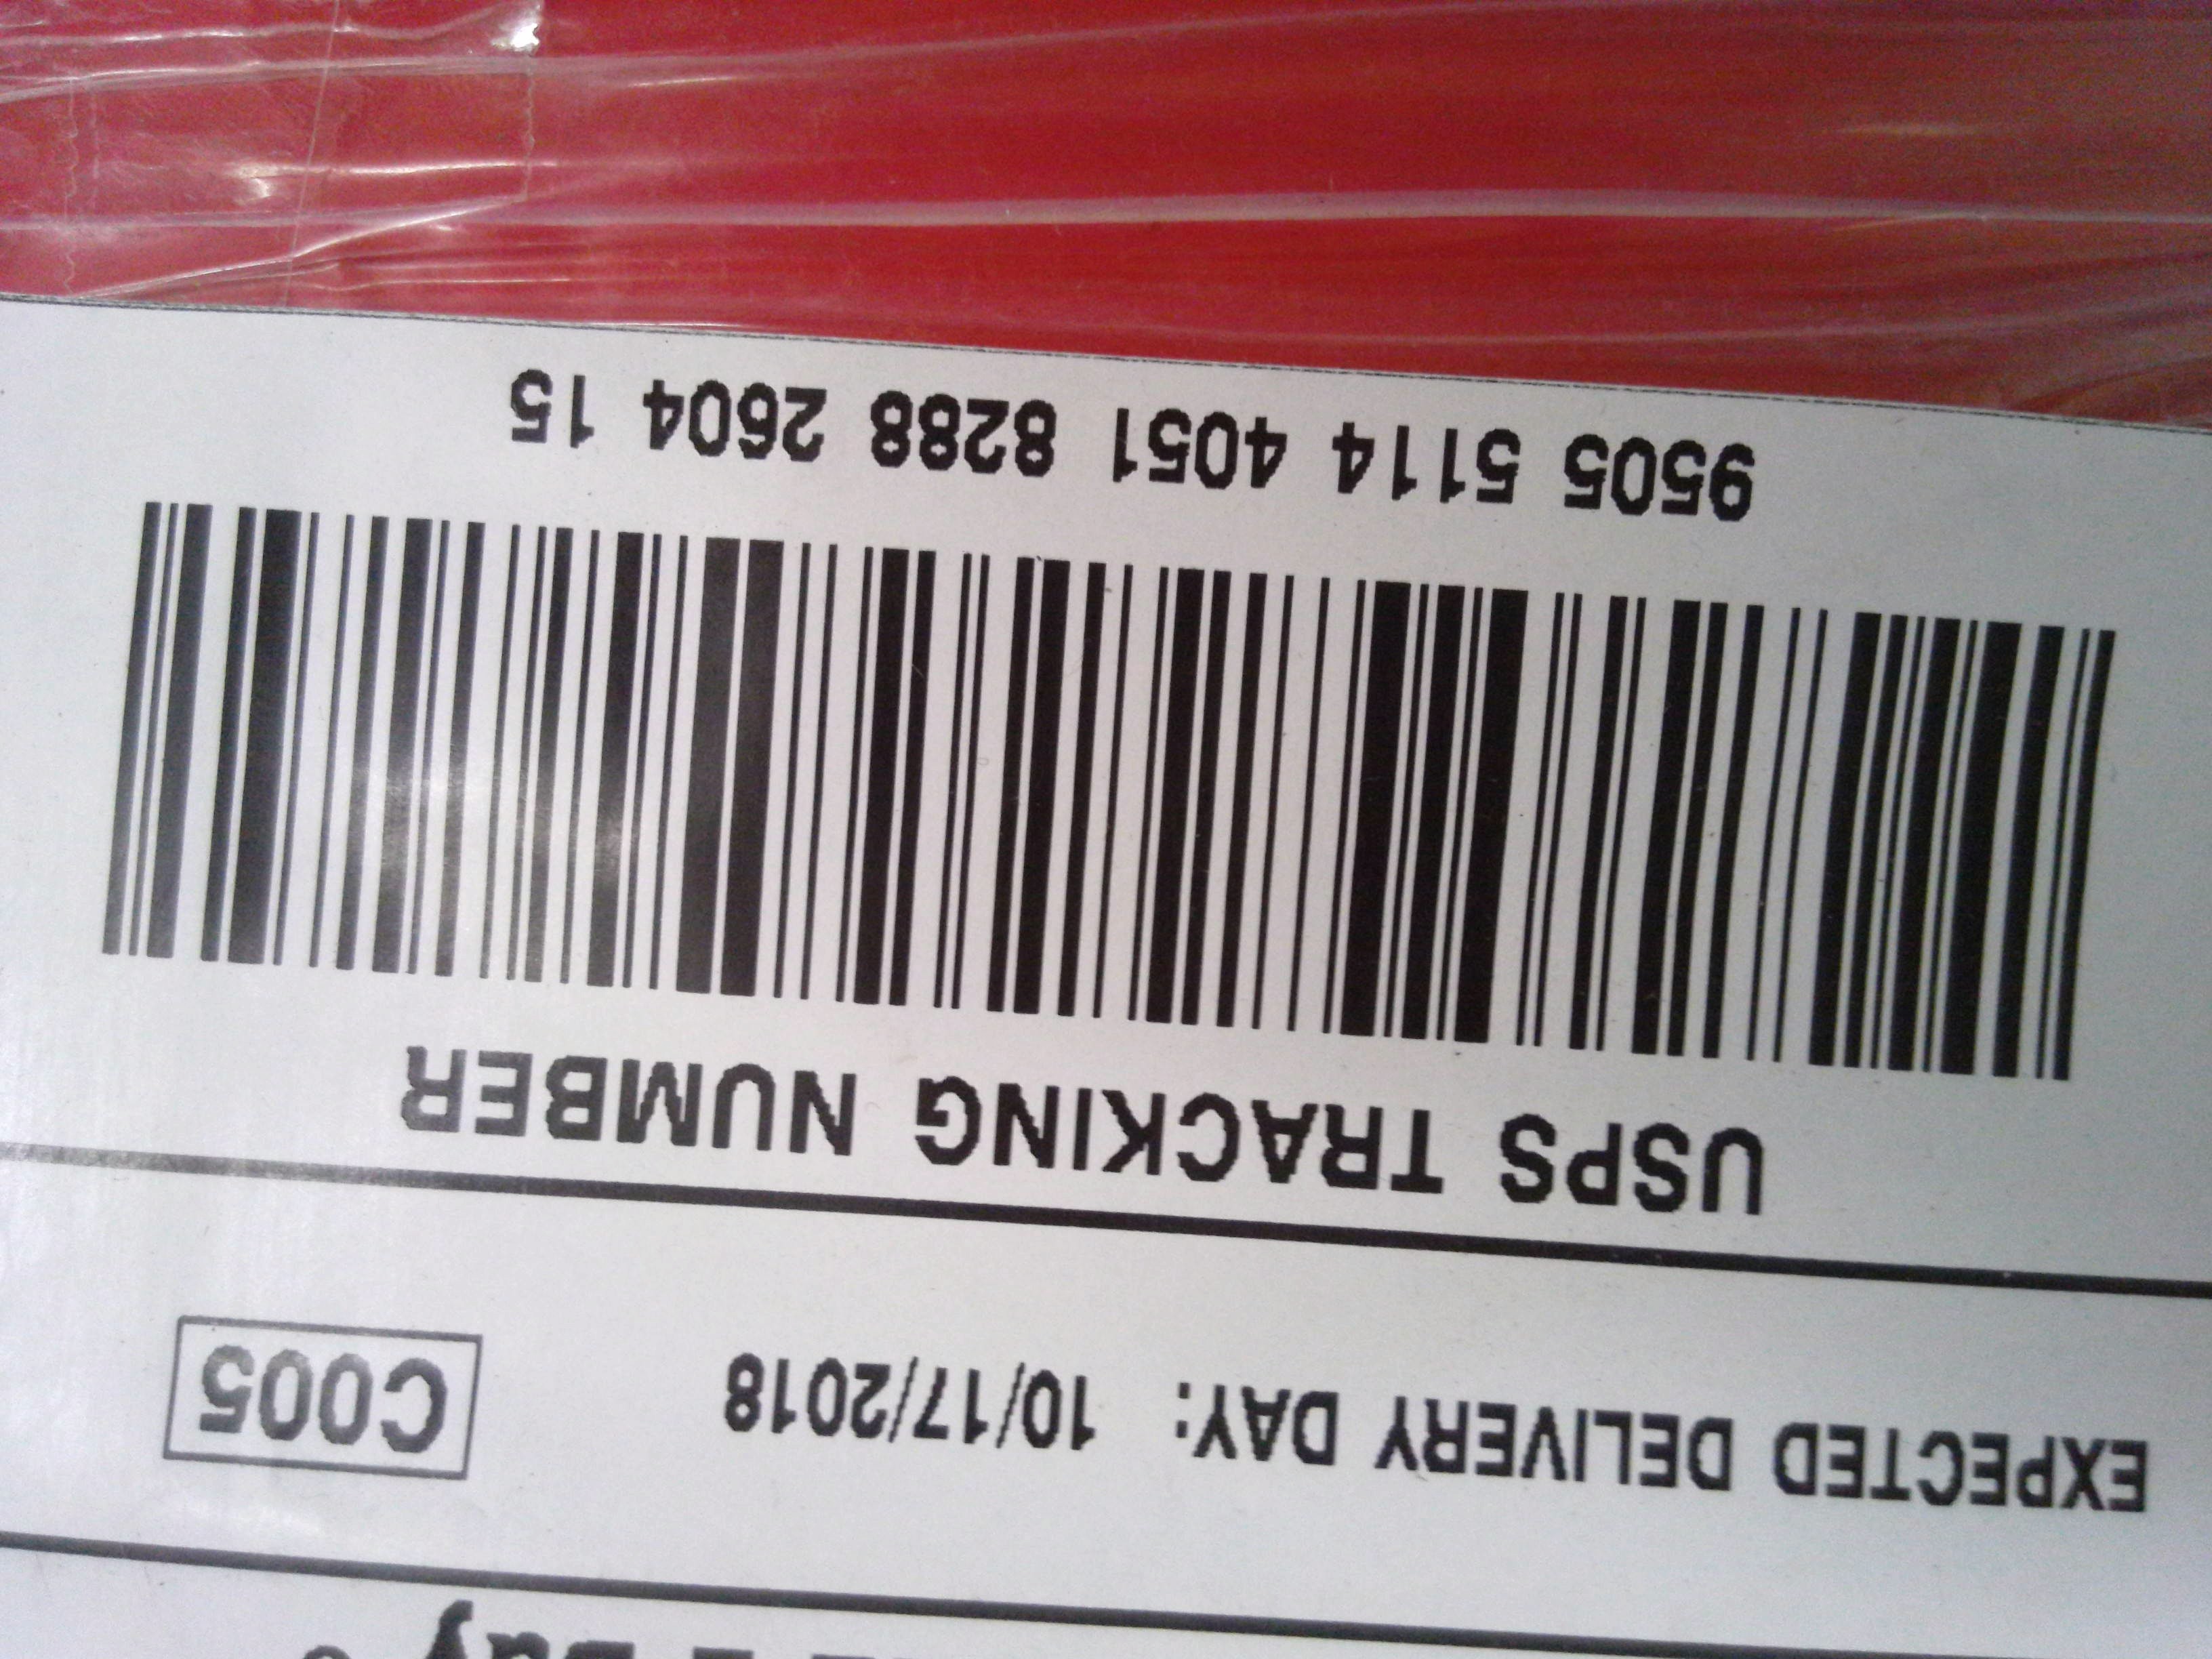 EXPECTED DELIVERY DAY: 10/17/2018
C005
USPS TRACKING NUMBER
9505 5114 4051 8288 2604 15